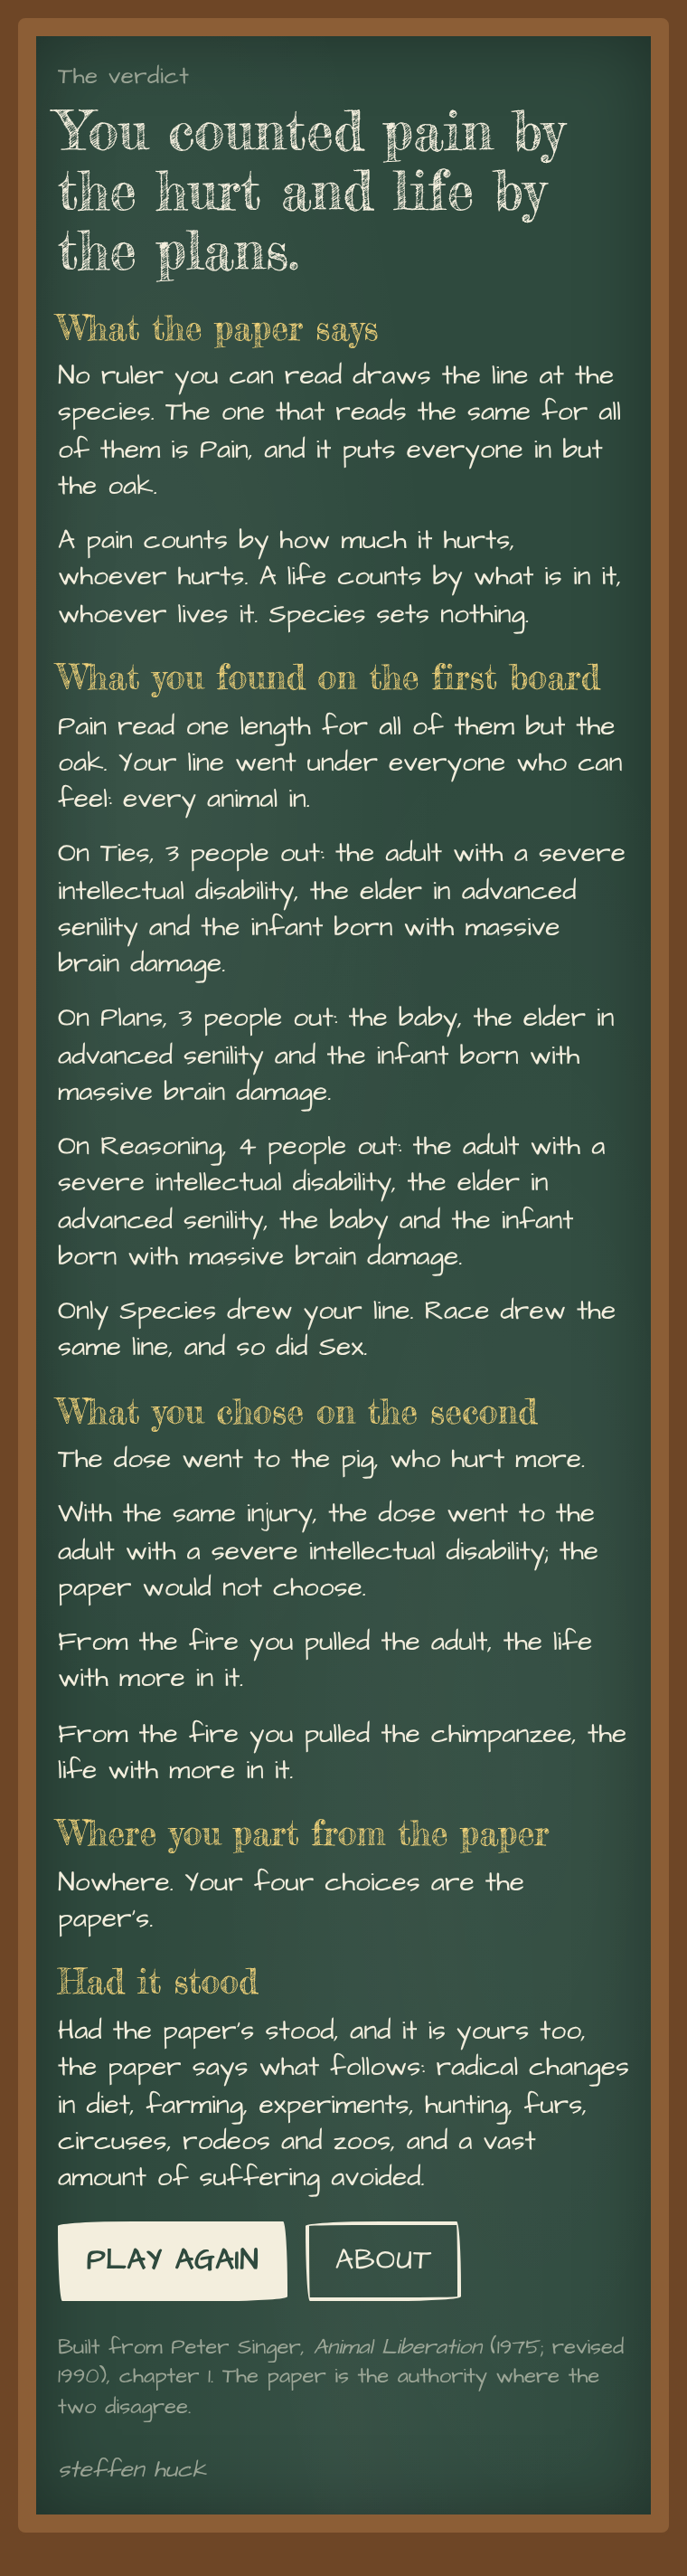 The verdict
You counted pain by
the hurt and life by
the plans.
What the paper says
No ruler you can read draws the line at the
species. The one that reads the same for all
of them is Pain, and it puts everyone in but
the oak.
A pain counts by how much it hurts,
whoever hurts. A life counts by what is in it,
whoever lives it. Species sets nothing.
What you found on the first board
Pain read one length for all of them but the
oak. Your line went under everyone who can
feel: every animal in.
On Ties, 3 people out: the adult with a severe
intellectual disability, the elder in advanced
senility and the infant born with massive
brain damage.
On Plans, 3 people out: the baby, the elder in
advanced senility and the infant born with
massive brain damage.
On Reasoning, 4 people out: the adult with a
severe intellectual disability, the elder in
advanced senility, the baby and the infant
born with massive brain damage.
Only Species drew your line. Race drew the
same line, and so did Sex.
What you chose on the second
The dose went to the pig, who hurt more.
With the same injury, the dose went to the
adult with a severe intellectual disability; the
paper would not choose.
From the fire you pulled the adult, the life
with more in it.
From the fire you pulled the chimpanzee, the
life with more in it.
Where you part from the paper
Nowhere. Your four choices are the
paper's.
Had it stood
Had the paper's stood, and it is yours too,
the paper says what follows: radical changes
in diet, farming, experiments, hunting, furs,
circuses, rodeos and zoos, and a vast
amount of suffering avoided.
PLAY AGAIN ABOUT
Built from Peter Singer, Animal Liberation (1975; revised
1990), chapter 1. The paper is the authority where the
two disagree.
steffen huck